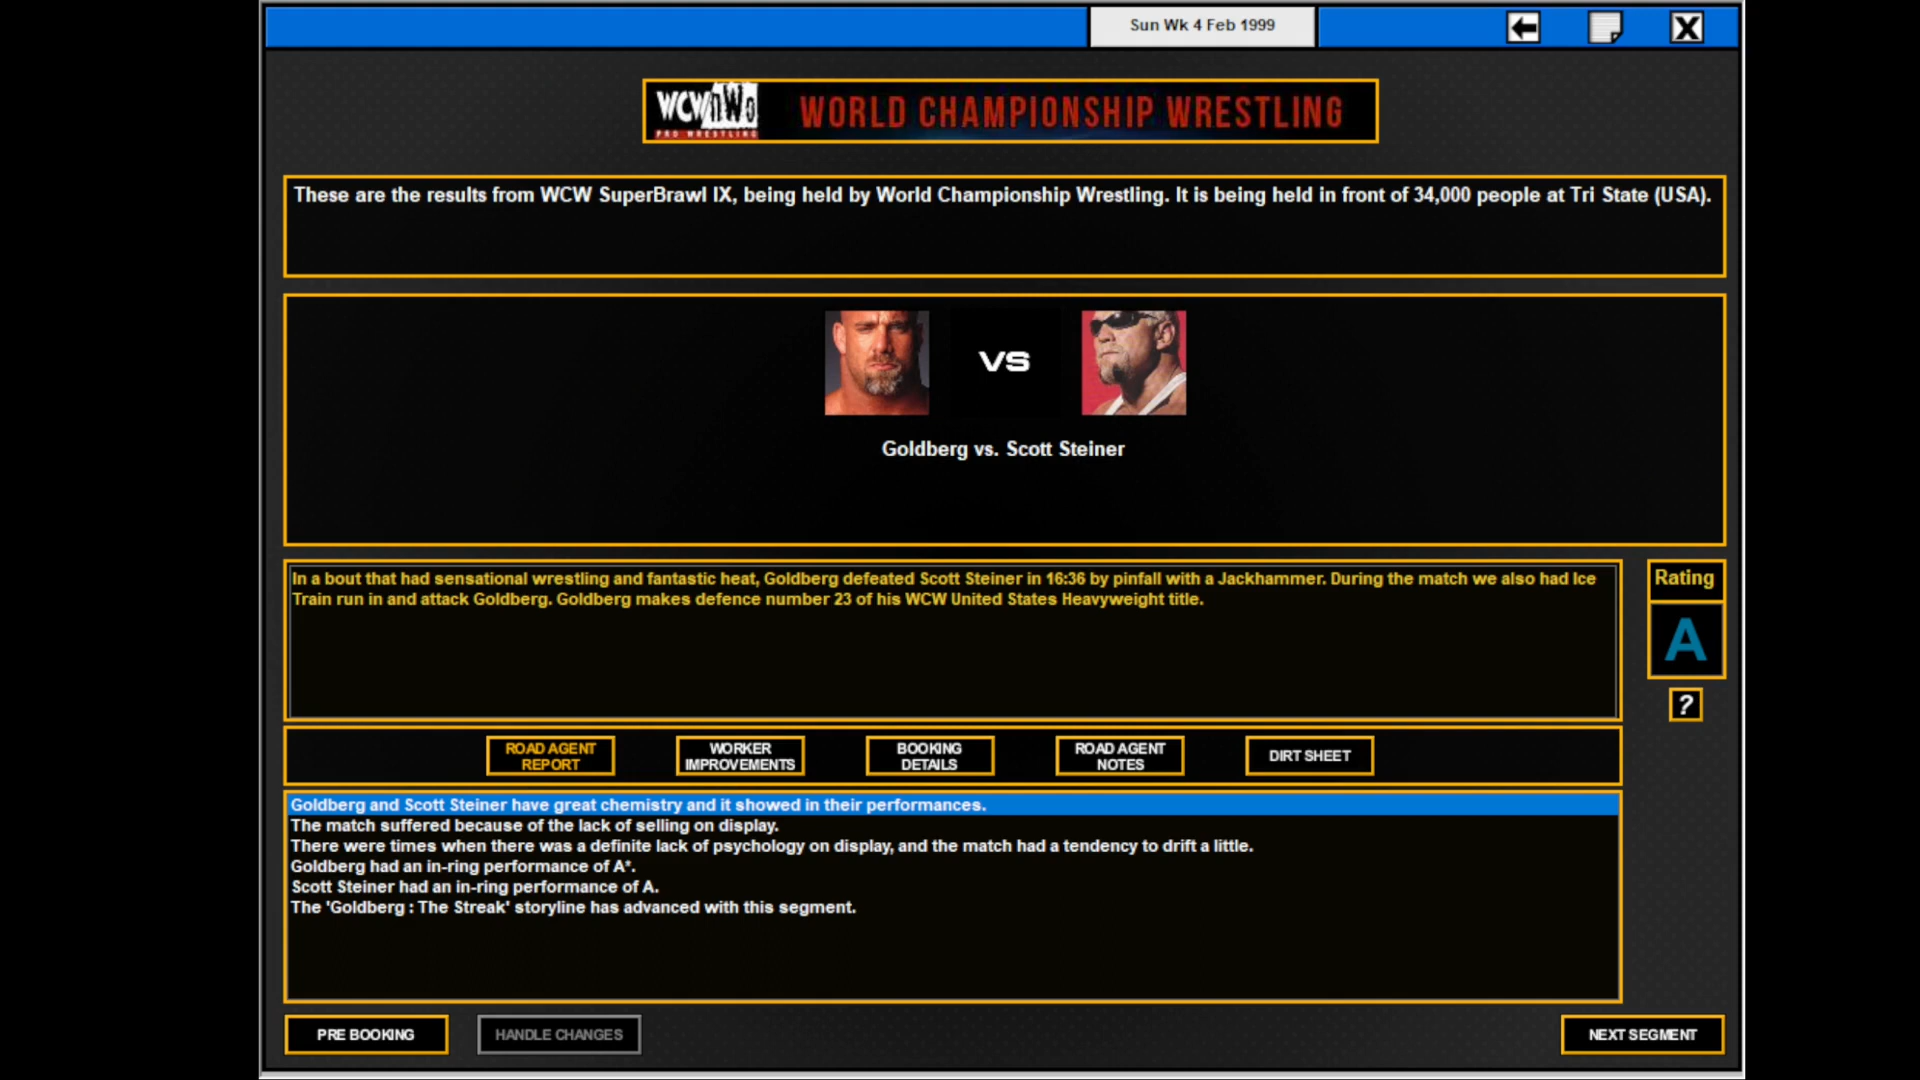 Sun Wk 4 Feb 1999
WCW/nWo
PRO WRESTLING
WORLD CHAMPIONSHIP WRESTLING
These are the results from WCW SuperBrawl IX, being held by World Championship Wrestling. It is being held in front of 34,000 people at Tri State (USA).
VS
Goldberg vs. Scott Steiner
In a bout that had sensational wrestling and fantastic heat, Goldberg defeated Scott Steiner in 16:36 by pinfall with a Jackhammer. During the match we also had Ice
Train run in and attack Goldberg. Goldberg makes defence number 23 of his WCW United States Heavyweight title.
Rating
A
?
ROAD AGENT
REPORT
WORKER
IMPROVEMENTS
BOOKING
DETAILS
ROAD AGENT
NOTES
DIRT SHEET
Goldberg and Scott Steiner have great chemistry and it showed in their performances.
The match suffered because of the lack of selling on display.
There were times when there was a definite lack of psychology on display, and the match had a tendency to drift a little.
Goldberg had an in-ring performance of A*.
Scott Steiner had an in-ring performance of A.
The 'Goldberg : The Streak' storyline has advanced with this segment.
PRE BOOKING
HANDLE CHANGES
NEXT SEGMENT